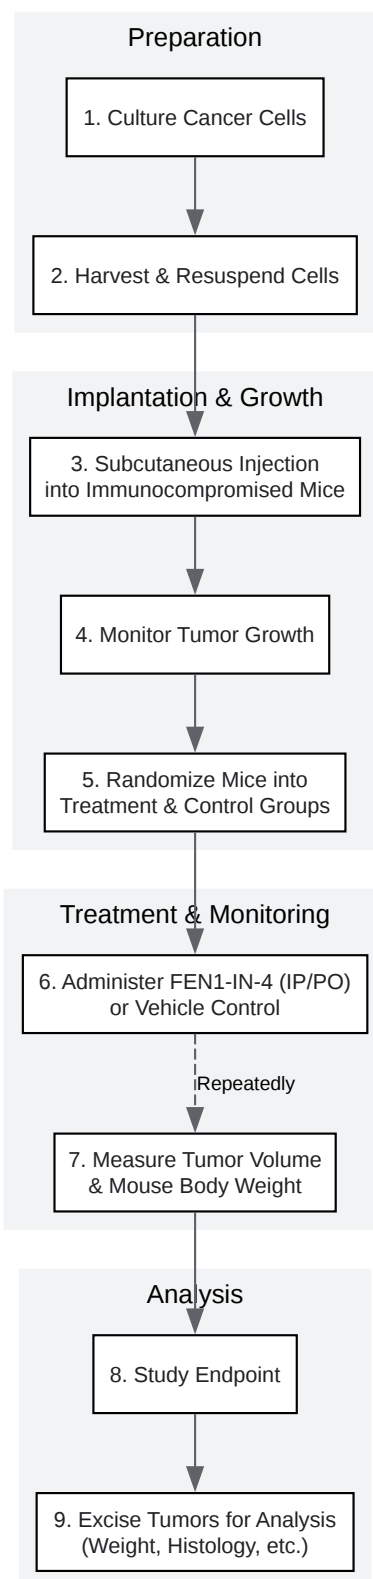 Preparation
1. Culture Cancer Cells
2. Harvest & Resuspend Cells
Implantation & Growth
3. Subcutaneous Injection
into Immunocompromised Mice
4. Monitor Tumor Growth
5. Randomize Mice into
Treatment & Control Groups
Treatment & Monitoring
6. Administer FEN1-IN-4 (IP/PO)
or Vehicle Control
Repeatedly
7. Measure Tumor Volume
& Mouse Body Weight
Analysis
8. Study Endpoint
9. Excise Tumors for Analysis
(Weight, Histology, etc.)